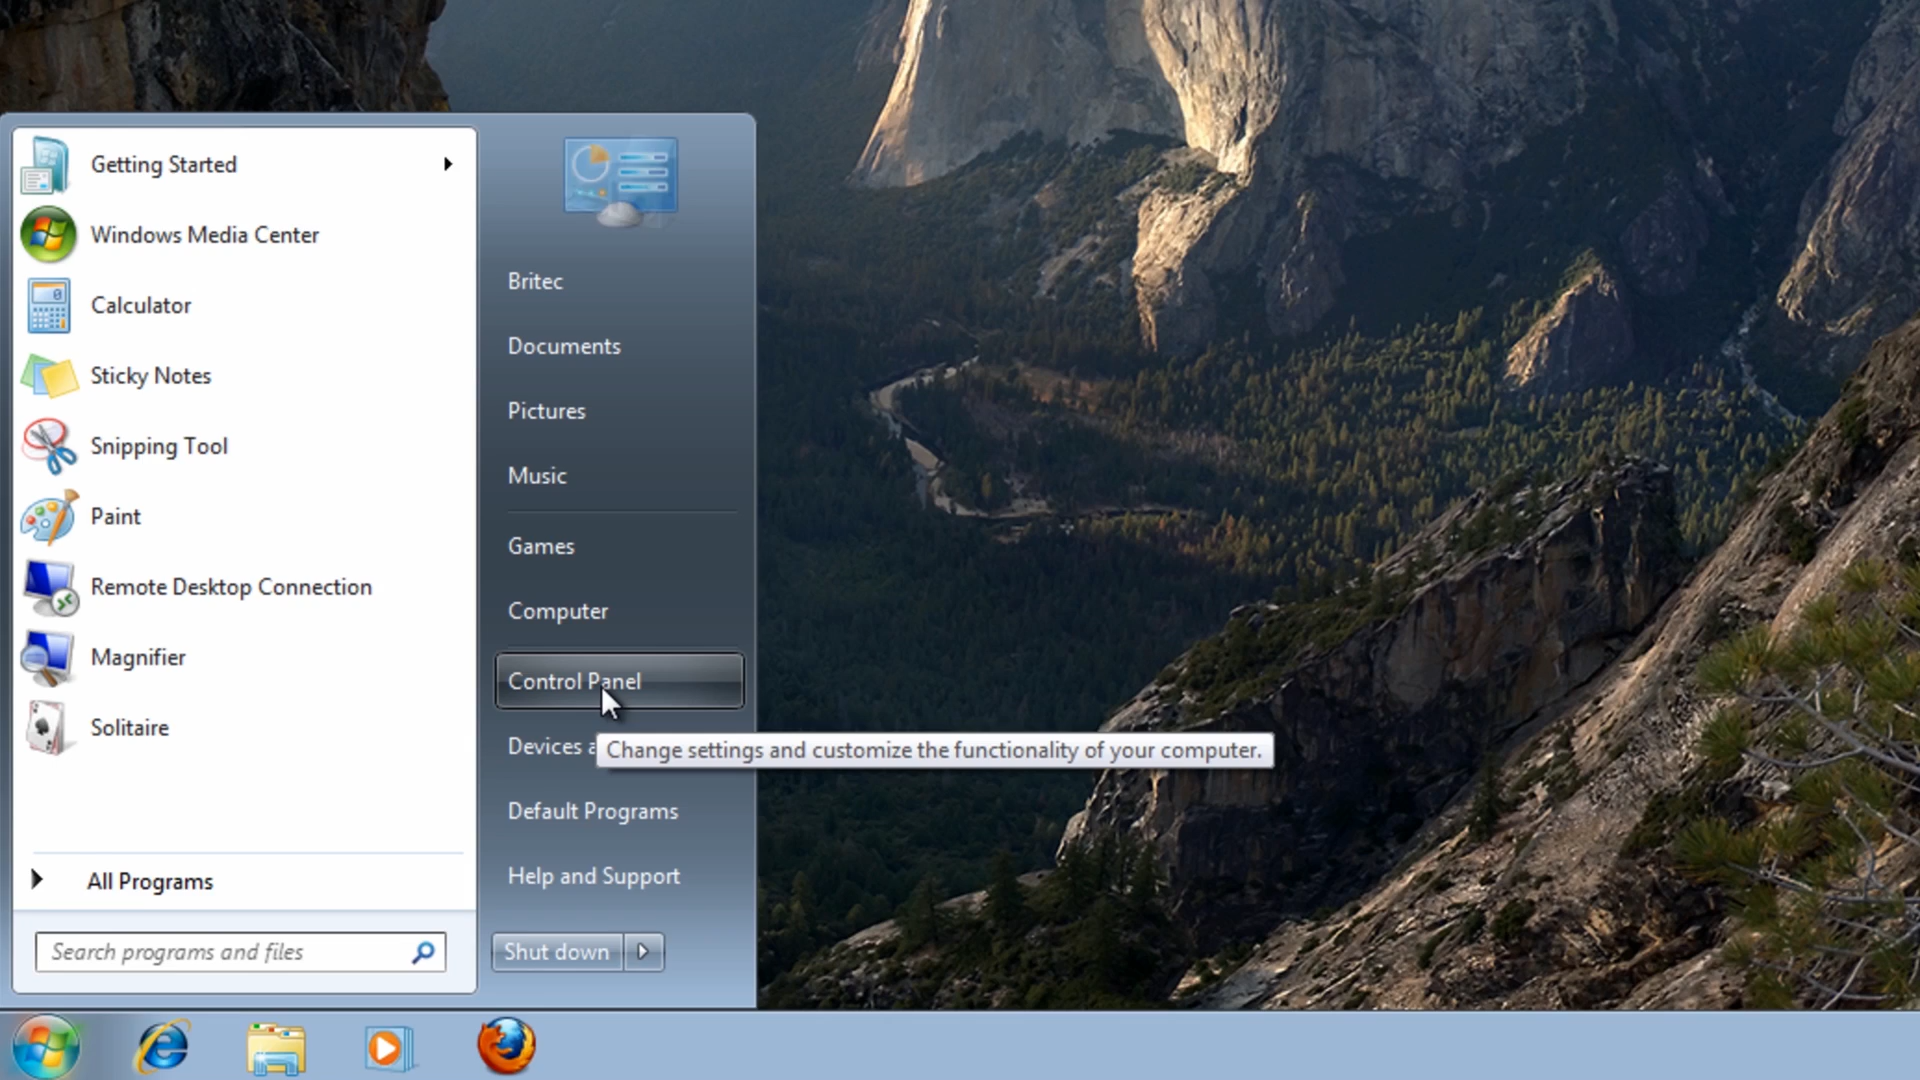 Getting Started
Windows Media Center
Calculator
Sticky Notes
Snipping Tool
Paint
Remote Desktop Connection
Magnifier
Solitaire
All Programs
Search programs and files
Britec
Documents
Pictures
Music
Games
Computer
Control Panel
Devices a
Change settings and customize the functionality of your computer.
Default Programs
Help and Support
Shut down